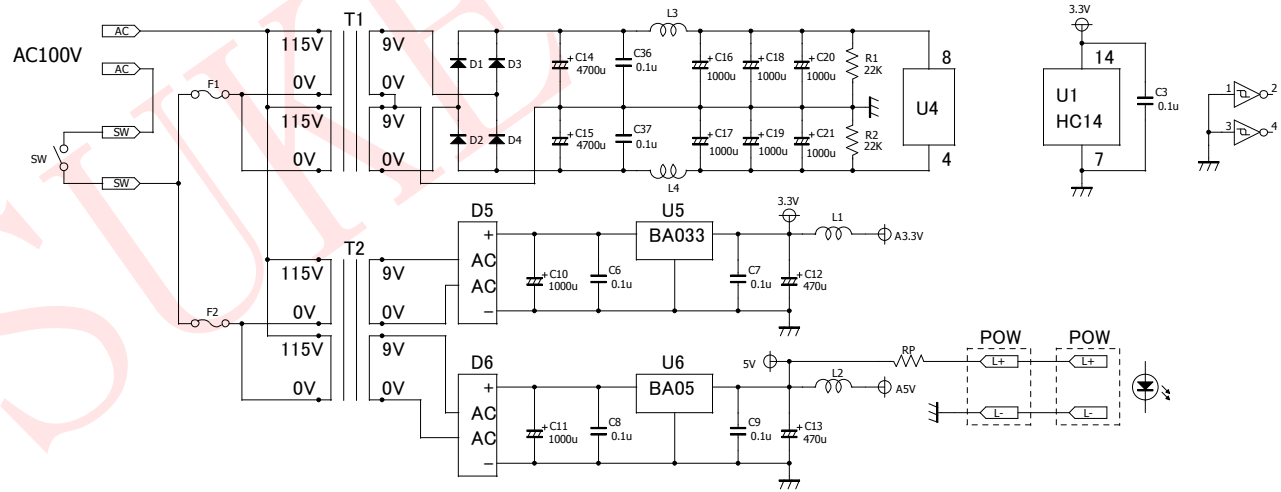 AC100V
AC
AC
SW
SW
SW
F1
F2
T1
115V
0V
115V
0V
9V
0V
9V
0V
D1
D3
D2
D4
+C14
4700u
C36
0.1u
L3
+C16
1000u
+C18
1000u
+C20
1000u
R1
22K
+C15
4700u
C37
0.1u
L4
+C17
1000u
+C19
1000u
+C21
1000u
R2
22K
8
U4
4
3.3V
14
U1
HC14
7
C3
0.1u
1
2
3
4
T2
115V
0V
115V
0V
9V
0V
9V
0V
D5
+
AC
AC
−
+C10
1000u
C6
0.1u
U5
BA033
C7
0.1u
3.3V
+C12
470u
L1
A3.3V
D6
+
AC
AC
−
+C11
1000u
C8
0.1u
U6
BA05
C9
0.1u
5V
+C13
470u
L2
A5V
RP
POW
L+
L-
POW
L+
L-
SUKE